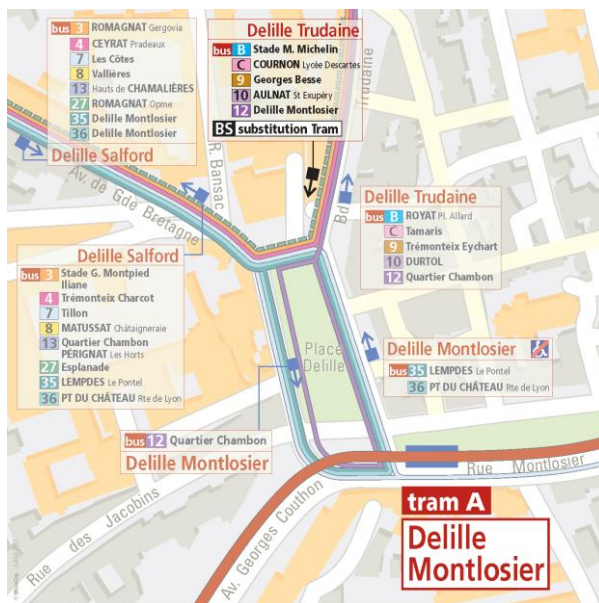 bus 3 ROMAGNAT Gergovia
4 CEYRAT Pradeaux
7 Les Côtes
8 Vallières
13 Hauts de CHAMALIÈRES
27 ROMAGNAT Opme
35 Delille Montlosier
36 Delille Montlosier
Delille Salford
Delille Trudaine
bus B Stade M. Michelin
C COURNON Lycée Descartes
9 Georges Besse
10 AULNAT St Exupéry
12 Delille Montlosier
BS substitution Tram
Trudaine
Bd
R. Bansac
Av. de Gde Bretagne
Delille Trudaine
bus B ROYAT Pl. Allard
C Tamaris
9 Trémonteix Eychart
10 DURTOL
12 Quartier Chambon
Delille Salford
bus 3 Stade G. Montpied
Iliane
4 Trémonteix Charcot
7 Tillon
8 MATUSSAT Châtaigneraie
13 Quartier Chambon
PÉRIGNAT Les Horts
27 Esplanade
35 LEMPDES Le Pontel
36 PT DU CHÂTEAU Rte de Lyon
Place
Delille
Delille Montlosier
bus 35 LEMPDES Le Pontel
36 PT DU CHÂTEAU Rte de Lyon
bus 12 Quartier Chambon
Delille Montlosier
Rue Montlosier
Rue des Jacobins
Av. Georges Couthon
tram A
Delille
Montlosier